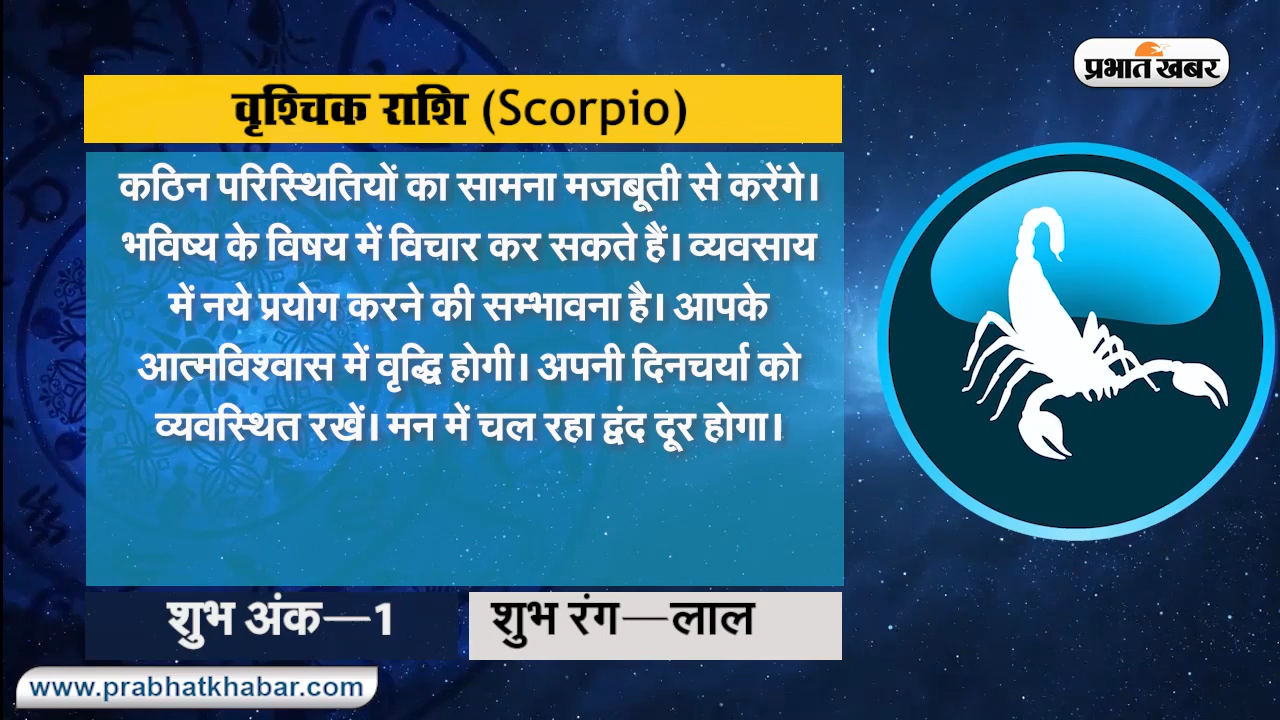 प्रभात खबर
वृश्चिक राशि (Scorpio)
कठिन परिस्थितियों का सामना मजबूती से करेंगे।
भविष्य के विषय में विचार कर सकते हैं। व्यवसाय
में नये प्रयोग करने की सम्भावना है। आपके
आत्मविश्वास में वृद्धि होगी। अपनी दिनचर्या को
व्यवस्थित रखें। मन में चल रहा द्वंद दूर होगा।
शुभ अंक—1
शुभ रंग—लाल
www.prabhatkhabar.com